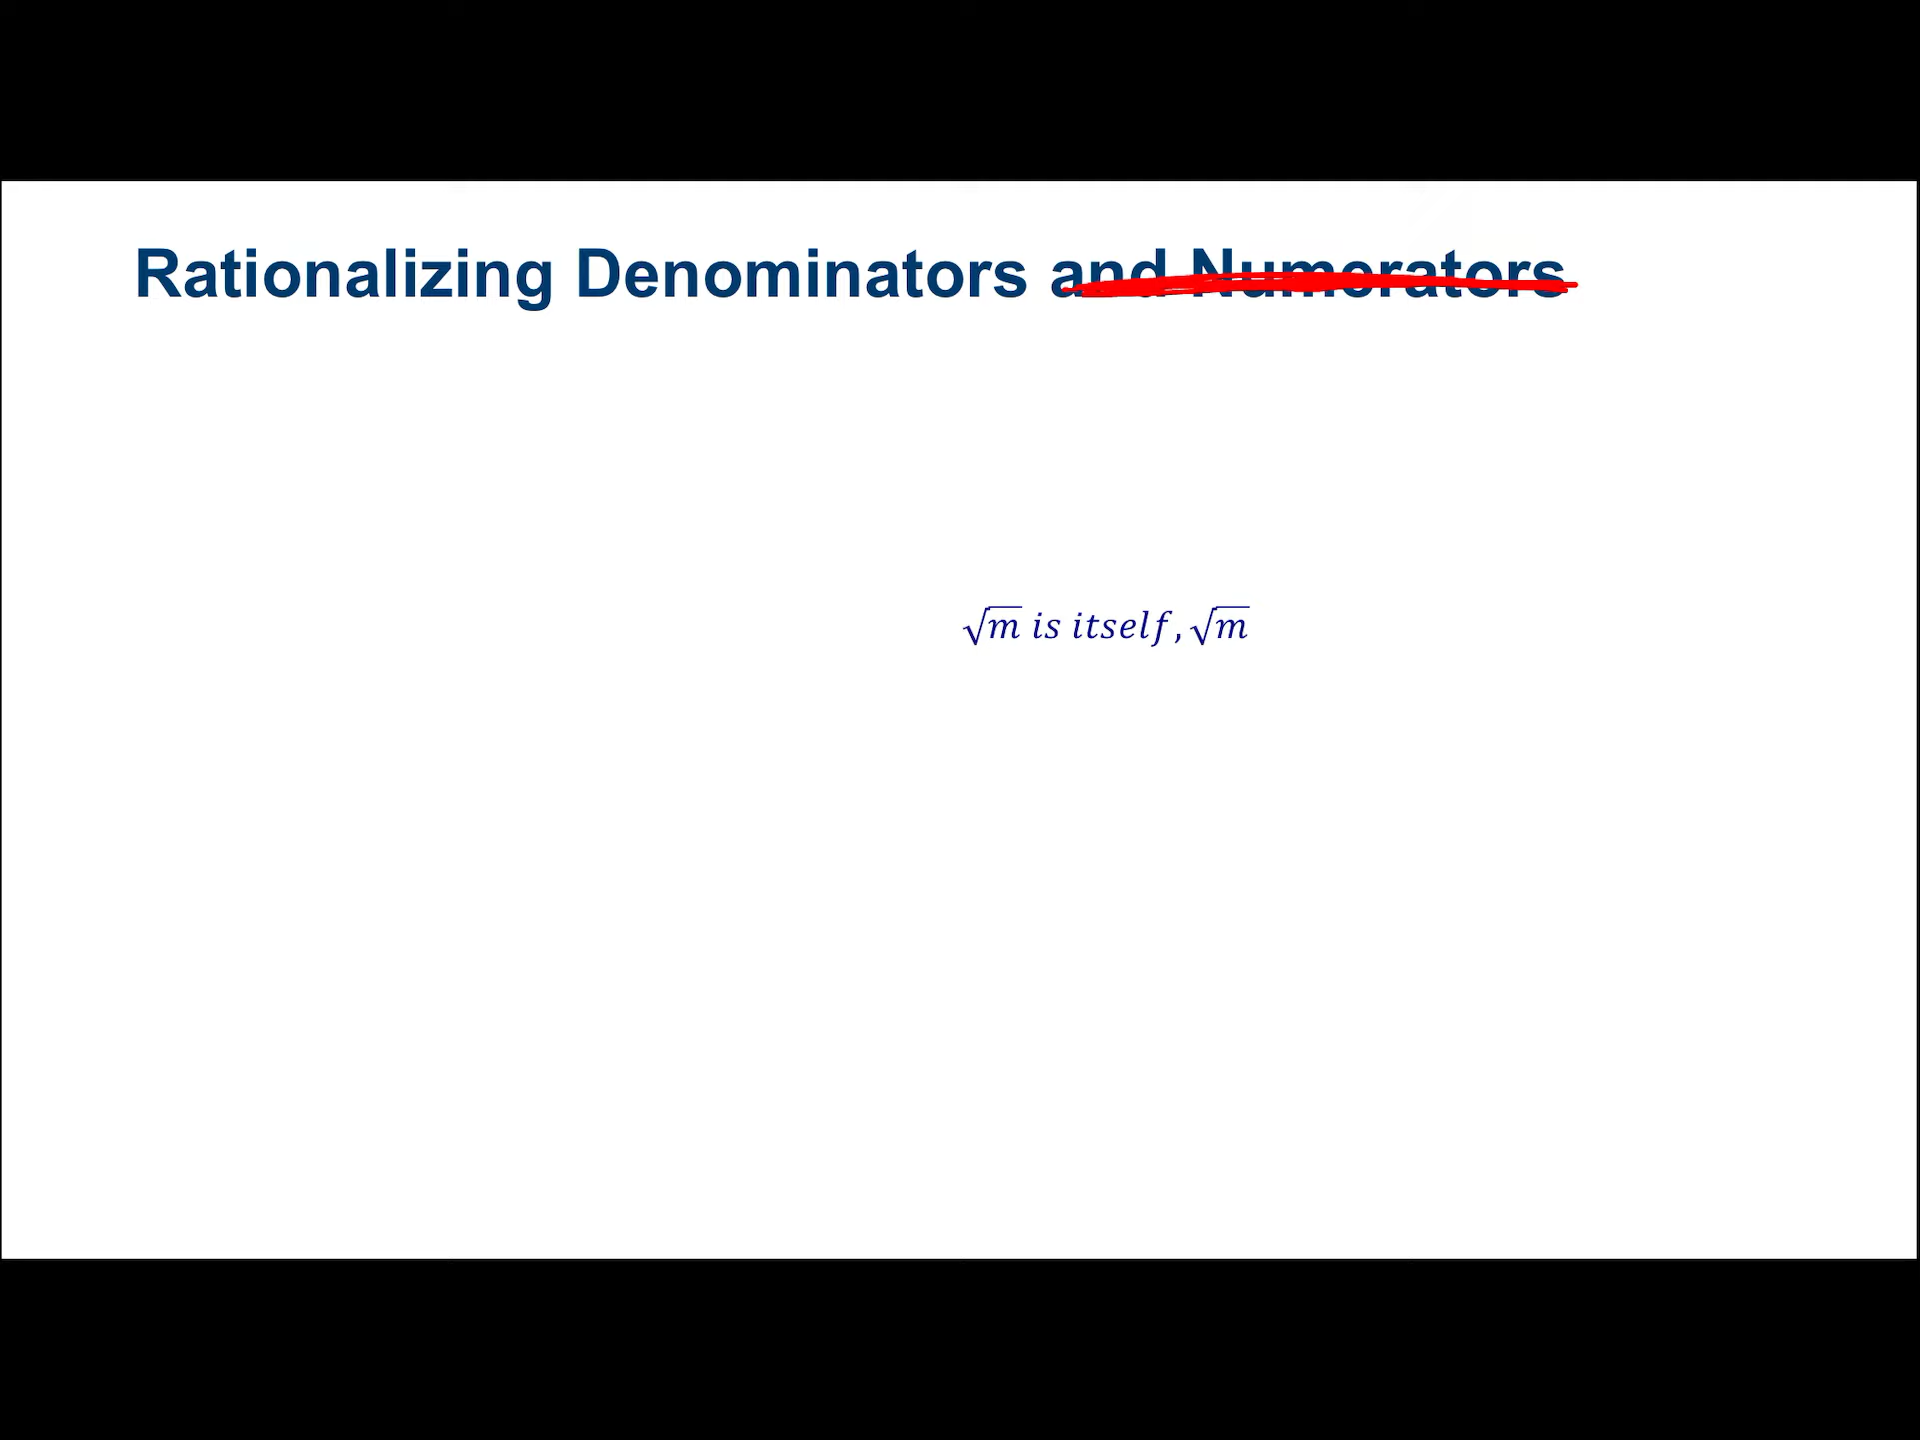 Rationalizing Denominators and Numerators
√m is itself, √m